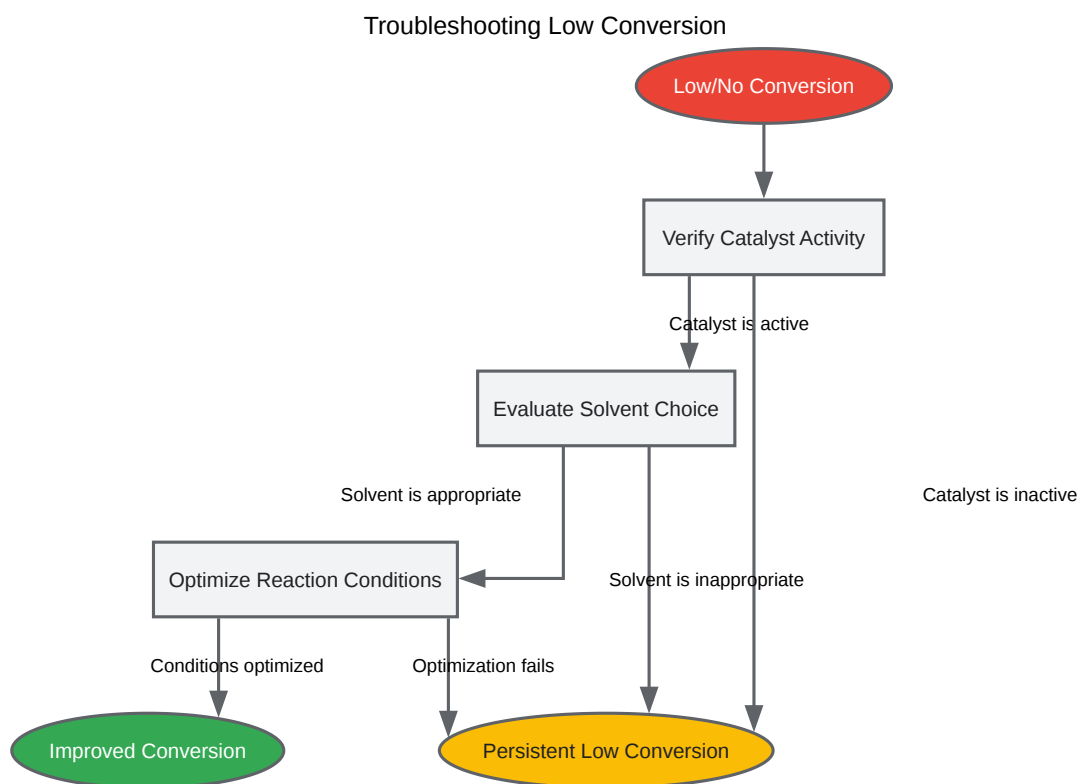 Troubleshooting Low Conversion
Low/No Conversion
Verify Catalyst Activity
Catalyst is active
Evaluate Solvent Choice
Solvent is appropriate
Catalyst is inactive
Optimize Reaction Conditions
Solvent is inappropriate
Conditions optimized
Optimization fails
Improved Conversion
Persistent Low Conversion